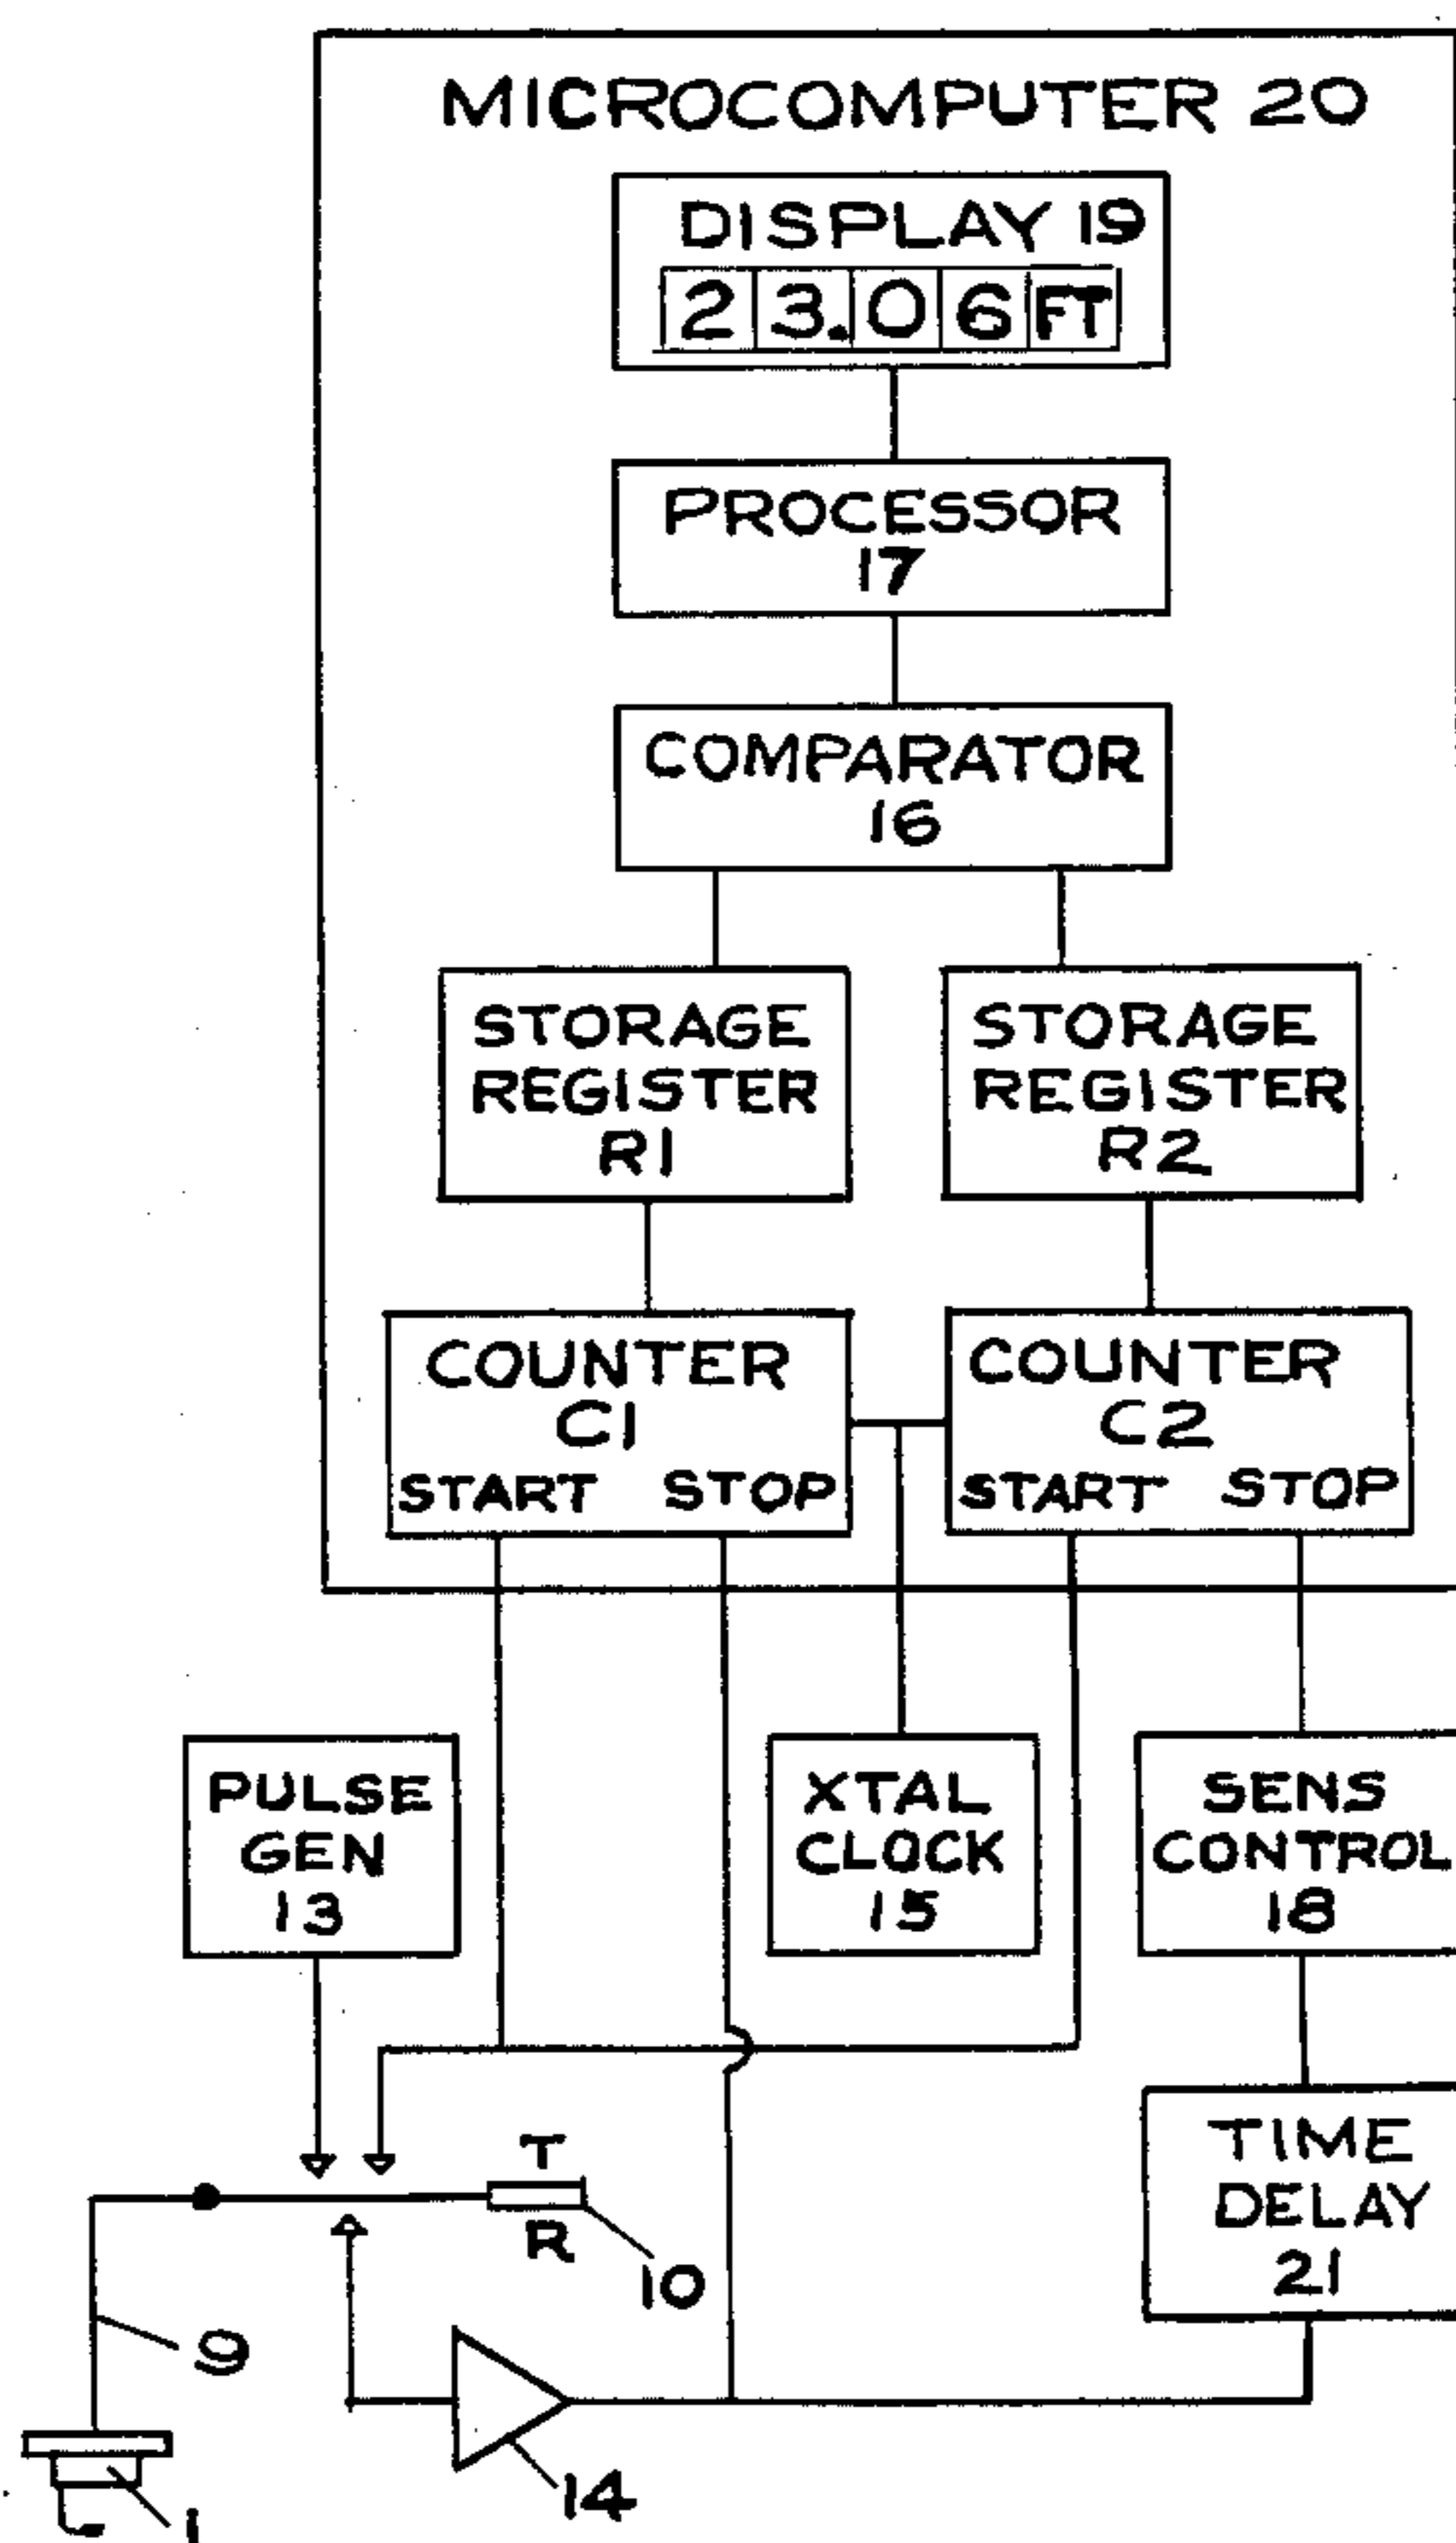 MICROCOMPUTER 20
DISPLAY 19
23.06 FT
PROCESSOR
17
COMPARATOR
16
STORAGE
REGISTER
R1
STORAGE
REGISTER
R2
COUNTER
C1
START STOP
COUNTER
C2
START STOP
PULSE
GEN
13
XTAL
CLOCK
15
SENS
CONTROL
18
TIME
DELAY
21
T
R
10
9
14
1